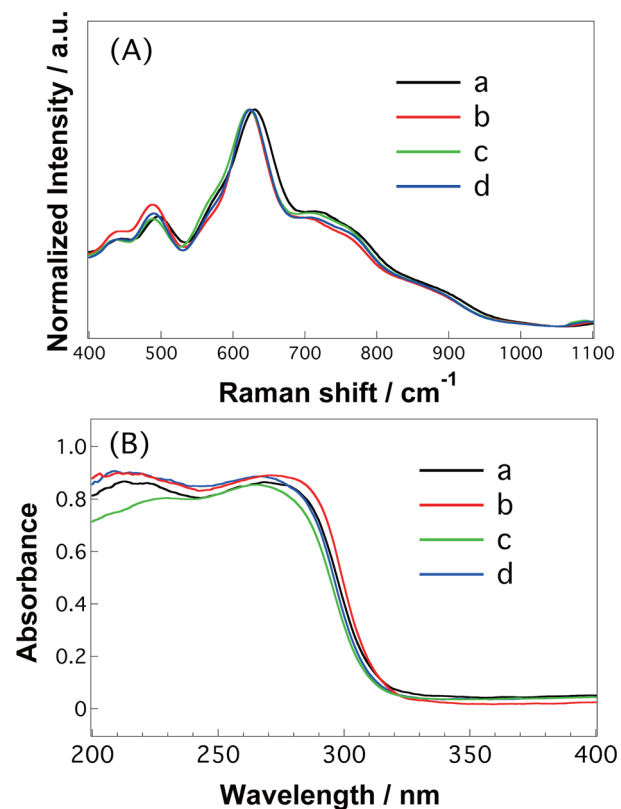 (A)
a
b
c
d
Normalized Intensity / a.u.
400 500 600 700 800 900 1000 1100
Raman shift / cm-1
(B)
a
b
c
d
1.0
0.8
0.6
0.4
0.2
0
Absorbance
200 250 300 350 400
Wavelength / nm